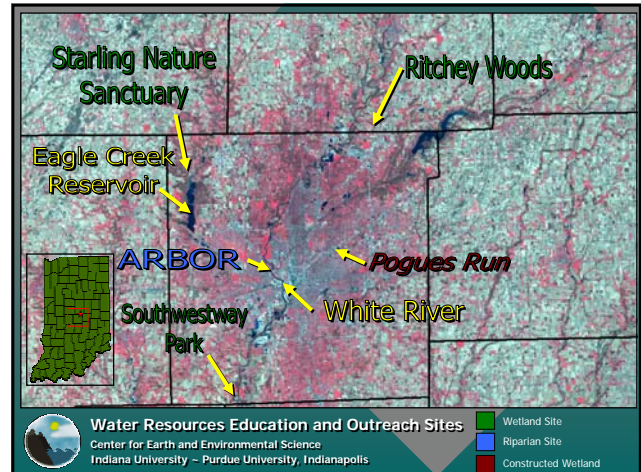 Starling Nature
Sanctuary
Ritchey Woods
Eagle Creek
Reservoir
ARBOR
Pogues Run
White River
Southwestway
Park
Water Resources Education and Outreach Sites
Center for Earth and Environmental Science
Indiana University ~ Purdue University, Indianapolis
Wetland Site
Riparian Site
Constructed Wetland